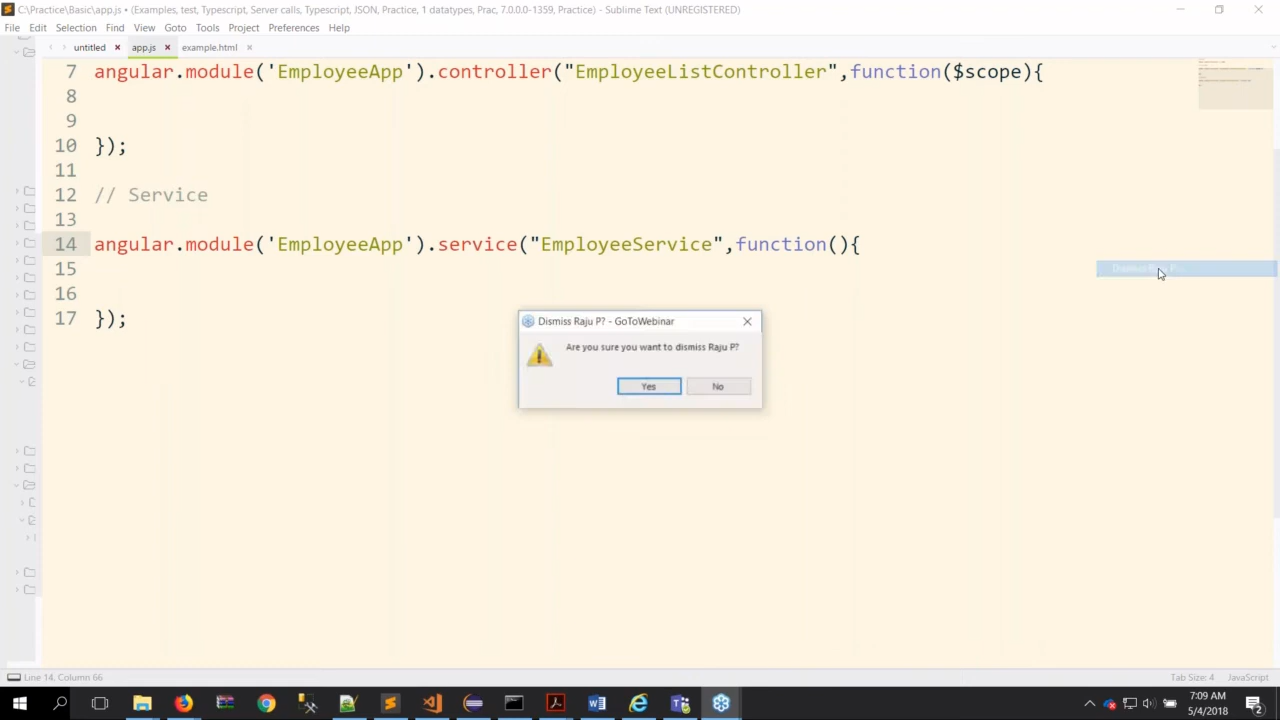 C:\Practice\Basic\app.js • (Examples, test, Typescript, Server calls, Typescript, JSON, Practice, 1 datatypes, Prac, 7.0.0.0-1359, Practice) - Sublime Text (UNREGISTERED)
File Edit Selection Find View Goto Tools Project Preferences Help
untitled × app.js × example.html ×
7 angular.module('EmployeeApp').controller("EmployeeListController",function($scope){
8
9
10 });
11
12 // Service
13
14 angular.module('EmployeeApp').service("EmployeeService",function(){
15
Dismiss Raju P...
16
17 });
Dismiss Raju P? - GoToWebinar
Are you sure you want to dismiss Raju P?
Yes No
Line 14, Column 66 Tab Size: 4 JavaScript
7:09 AM
5/4/2018
2